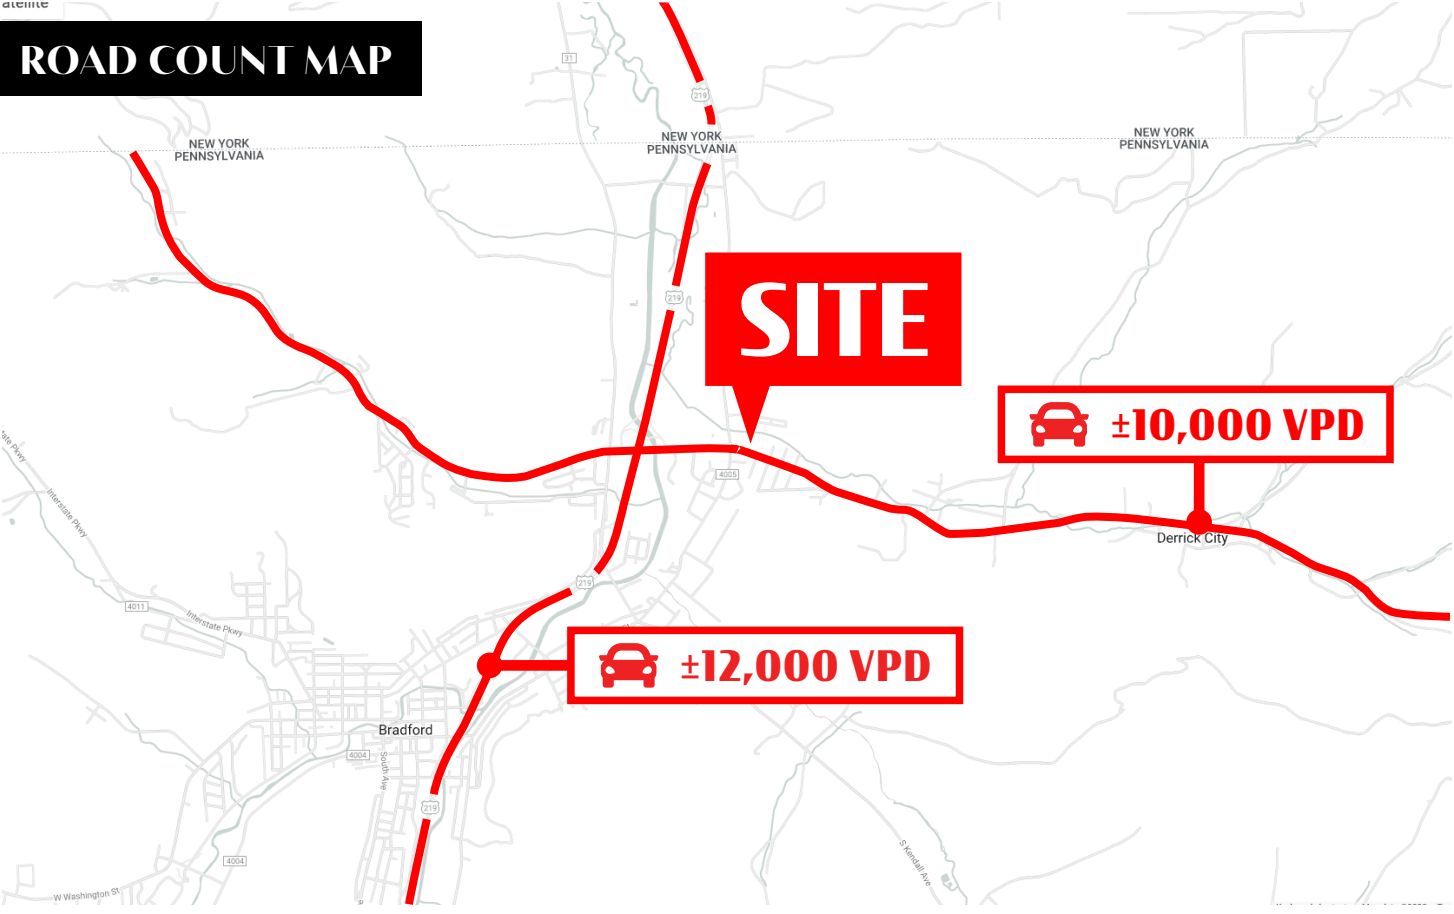 atellite
ROAD COUNT MAP
31
219
NEW YORK
PENNSYLVANIA
NEW YORK
PENNSYLVANIA
NEW YORK
PENNSYLVANIA
219
SITE
±10,000 VPD
4005
Interstate Pkwy
Derrick City
219
4011
Interstate Pkwy
±12,000 VPD
Bradford
4004
South Ave
219
4004
S Kendall Ave
W Washington St